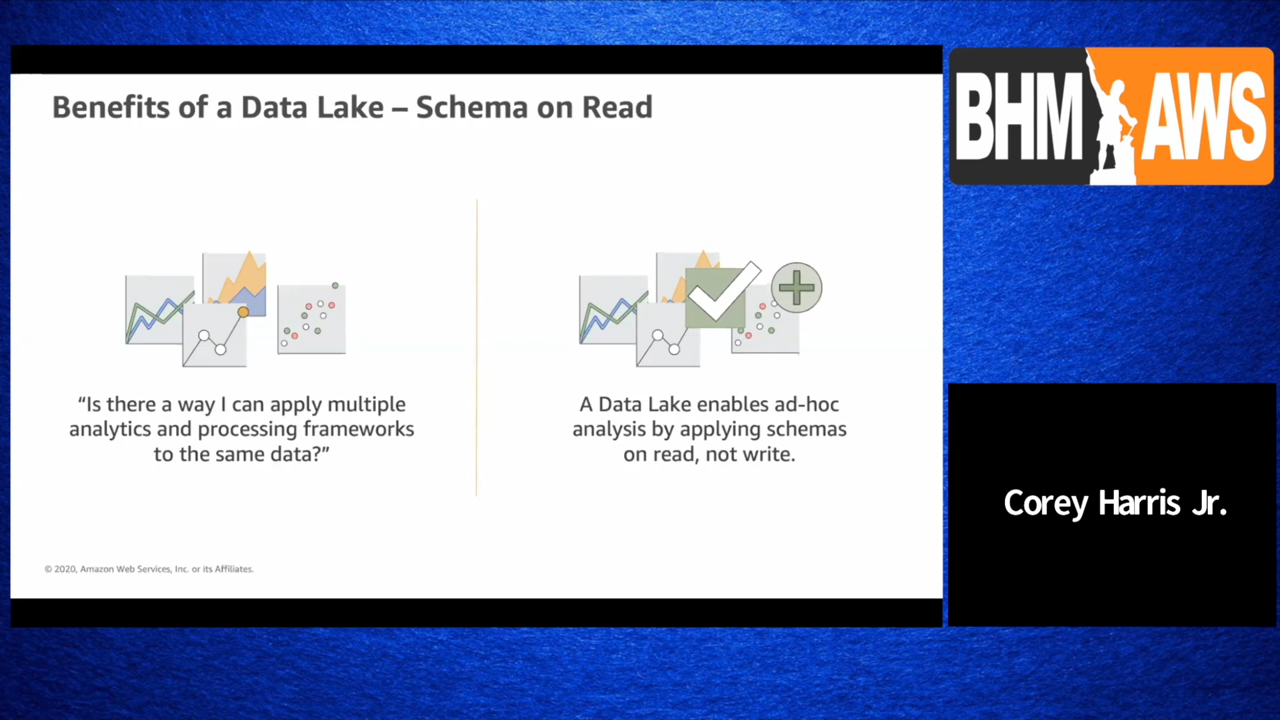 Benefits of a Data Lake – Schema on Read
“Is there a way I can apply multiple
analytics and processing frameworks
to the same data?”
A Data Lake enables ad-hoc
analysis by applying schemas
on read, not write.
© 2020, Amazon Web Services, Inc. or its Affiliates.
BHM AWS
Corey Harris Jr.